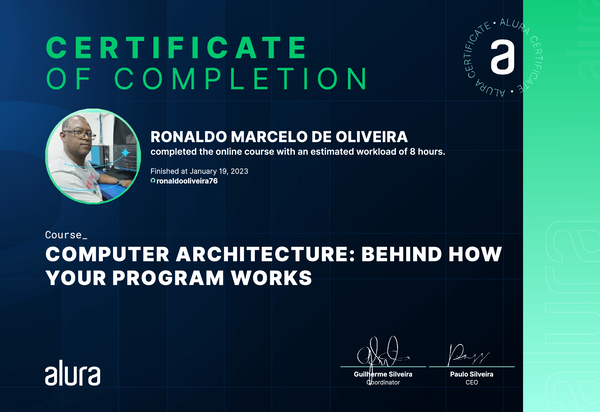 CERTIFICATE
OF COMPLETION
ALURA CERTIFICATE • ALURA CERTIFICATE •
a
RONALDO MARCELO DE OLIVEIRA
completed the online course with an estimated workload of 8 hours.
Finished at January 19, 2023
ronaldooliveira76
Course_
COMPUTER ARCHITECTURE: BEHIND HOW
YOUR PROGRAM WORKS
alura
Guilherme Silveira
Coordinator
Paulo Silveira
CEO
alura